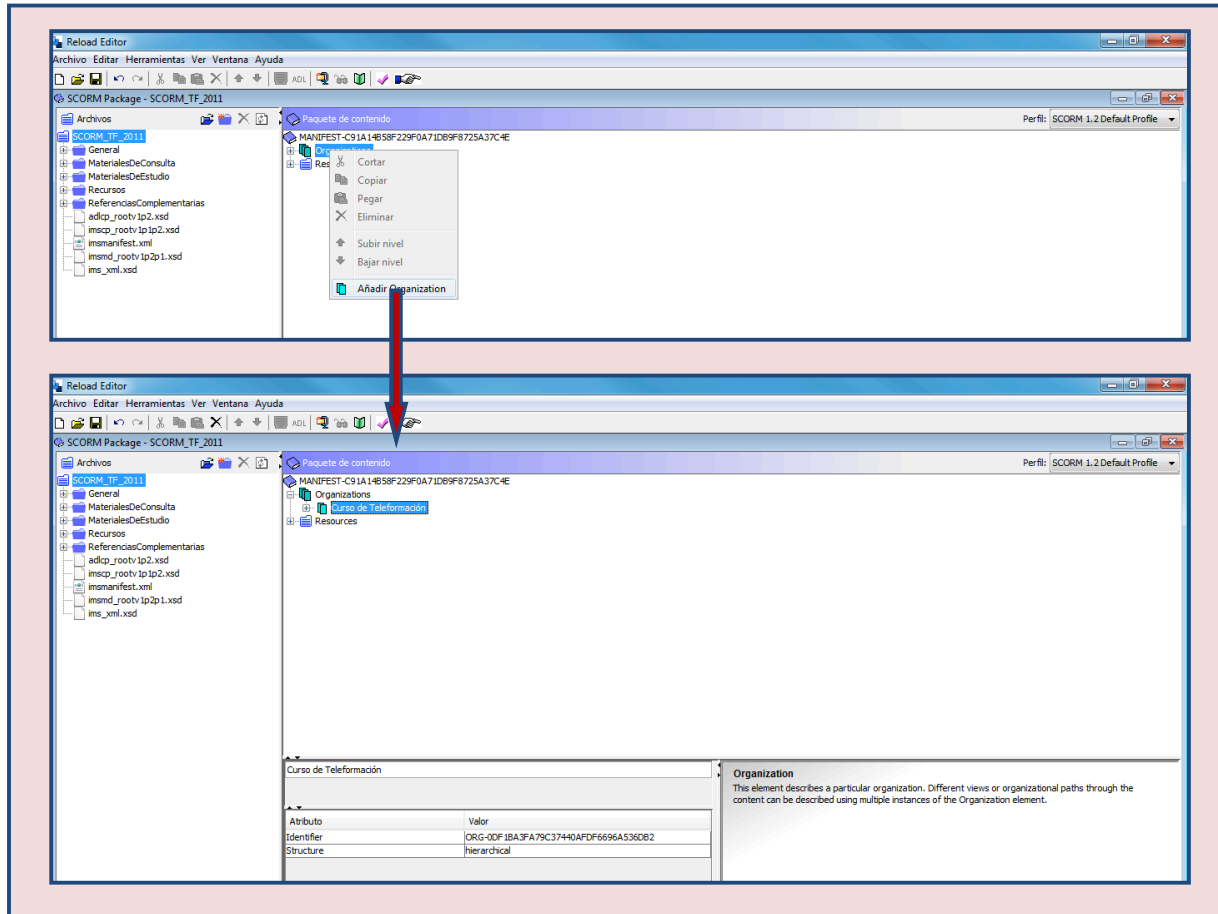 Reload Editor
Archivo Editar Herramientas Ver Ventana Ayuda
ADL
SCORM Package - SCORM_TF_2011
Archivos
Paquete de contenido
Perfil: SCORM 1.2 Default Profile
SCORM_TF_2011
General
MaterialesDeConsulta
MaterialesDeEstudio
Recursos
ReferenciasComplementarias
adlcp_rootv1p2.xsd
imscp_rootv1p1p2.xsd
imsmanifest.xml
imsmd_rootv1p2p1.xsd
ims_xml.xsd
MANIFEST-C91A14B58F229F0A71DB9F8725A37C4E
Organizations
Res
Cortar
Copiar
Pegar
Eliminar
Subir nivel
Bajar nivel
Añadir Organization
Reload Editor
Archivo Editar Herramientas Ver Ventana Ayuda
ADL
SCORM Package - SCORM_TF_2011
Archivos
Paquete de contenido
Perfil: SCORM 1.2 Default Profile
SCORM_TF_2011
General
MaterialesDeConsulta
MaterialesDeEstudio
Recursos
ReferenciasComplementarias
adlcp_rootv1p2.xsd
imscp_rootv1p1p2.xsd
imsmanifest.xml
imsmd_rootv1p2p1.xsd
ims_xml.xsd
MANIFEST-C91A14B58F229F0A71DB9F8725A37C4E
Organizations
Curso de Teleformación
Resources
Curso de Teleformación
Atributo Valor
Identifier ORG-0DF1BA3FA79C37440AFDF6696A536DB2
Structure hierarchical
Organization
This element describes a particular organization. Different views or organizational paths through the
content can be described using multiple instances of the Organization element.